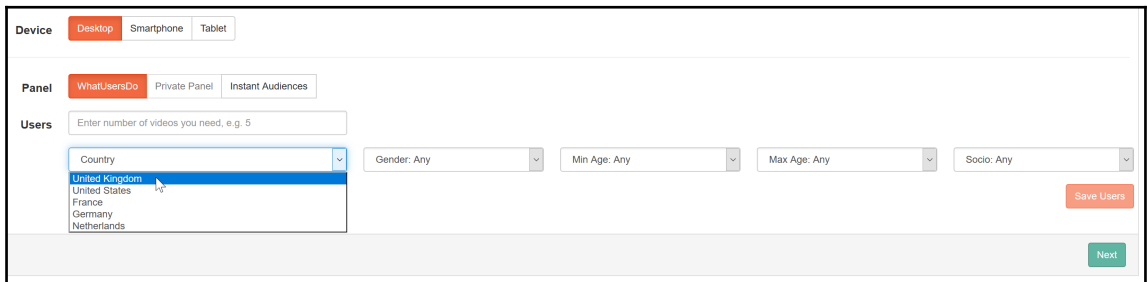 Device Desktop Smartphone Tablet
Panel WhatUsersDo Private Panel Instant Audiences
Users Enter number of videos you need, e.g. 5
Country Gender: Any Min Age: Any Max Age: Any Socio: Any
United Kingdom
United States
France
Germany
Netherlands
Save Users
Next